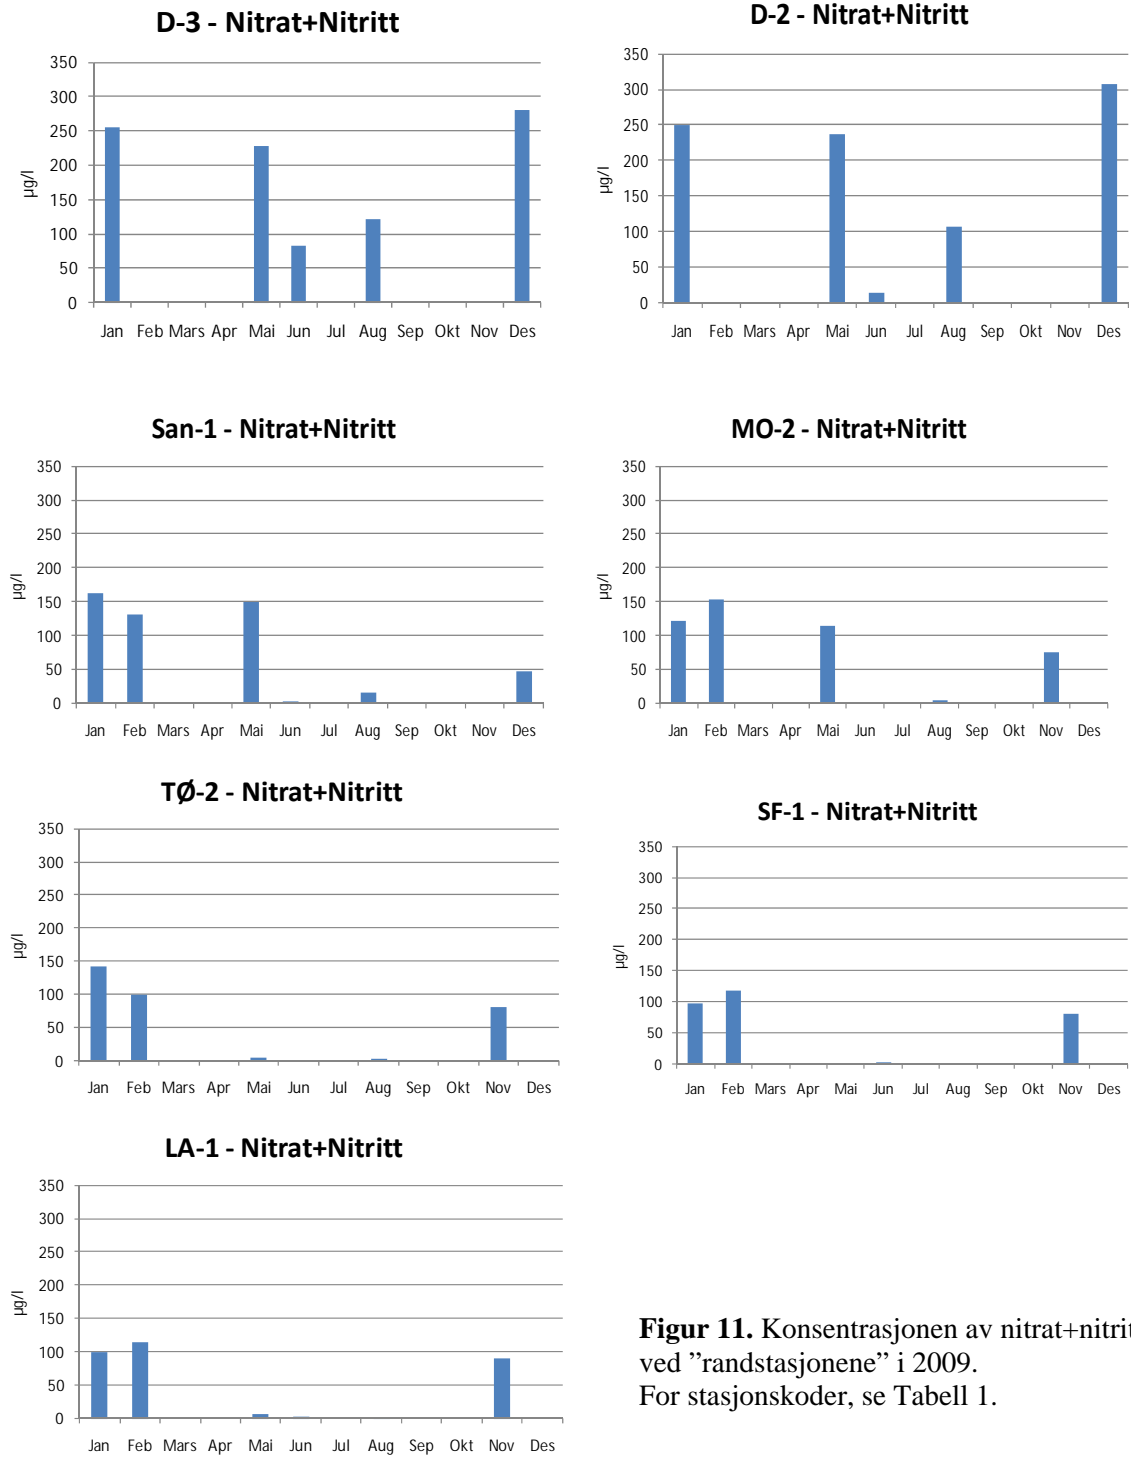 D-3 - Nitrat+Nitritt
350
300
250
200
150
100
50
0
µg/l
Jan Feb Mars Apr Mai Jun Jul Aug Sep Okt Nov Des
D-2 - Nitrat+Nitritt
350
300
250
200
150
100
50
0
µg/l
Jan Feb Mars Apr Mai Jun Jul Aug Sep Okt Nov Des
San-1 - Nitrat+Nitritt
350
300
250
200
150
100
50
0
µg/l
Jan Feb Mars Apr Mai Jun Jul Aug Sep Okt Nov Des
MO-2 - Nitrat+Nitritt
350
300
250
200
150
100
50
0
µg/l
Jan Feb Mars Apr Mai Jun Jul Aug Sep Okt Nov Des
TØ-2 - Nitrat+Nitritt
350
300
250
200
150
100
50
0
µg/l
Jan Feb Mars Apr Mai Jun Jul Aug Sep Okt Nov Des
SF-1 - Nitrat+Nitritt
350
300
250
200
150
100
50
0
µg/l
Jan Feb Mars Apr Mai Jun Jul Aug Sep Okt Nov Des
LA-1 - Nitrat+Nitritt
350
300
250
200
150
100
50
0
µg/l
Jan Feb Mars Apr Mai Jun Jul Aug Sep Okt Nov Des
Figur 11. Konsentrasjonen av nitrat+nitrit
ved ”randstasjonene” i 2009.
For stasjonskoder, se Tabell 1.